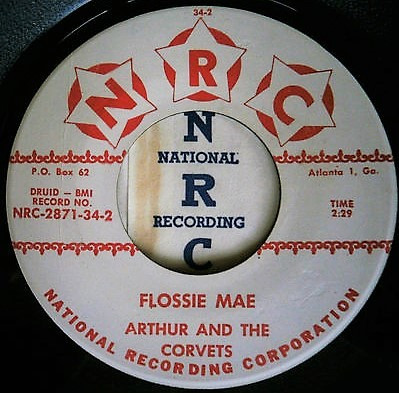 34-2
N R C
P.O. Box 62
Atlanta 1, Ga.
DRUID – BMI
RECORD NO.
NRC-2871-34-2
TIME
2:29
N
NATIONAL
R
RECORDING
C
FLOSSIE MAE
ARTHUR AND THE
CORVETS
NATIONAL RECORDING CORPORATION